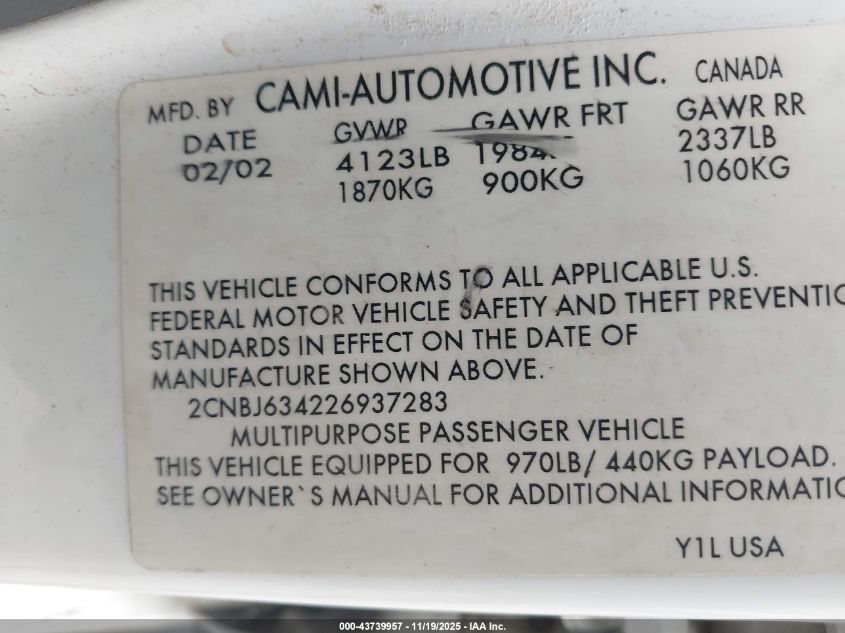 MFD. BY CAMI-AUTOMOTIVE INC. CANADA
DATE GVWR GAWR FRT GAWR RR
02/02 4123LB 1984 2337LB
1870KG 900KG 1060KG
THIS VEHICLE CONFORMS TO ALL APPLICABLE U.S.
FEDERAL MOTOR VEHICLE SAFETY AND THEFT PREVENTIO
STANDARDS IN EFFECT ON THE DATE OF
MANUFACTURE SHOWN ABOVE.
2CNBJ634226937283
MULTIPURPOSE PASSENGER VEHICLE
THIS VEHICLE EQUIPPED FOR 970LB/ 440KG PAYLOAD.
SEE OWNER`S MANUAL FOR ADDITIONAL INFORMATIO
Y1L USA
000-43739957 - 11/19/2025 - IAA Inc.